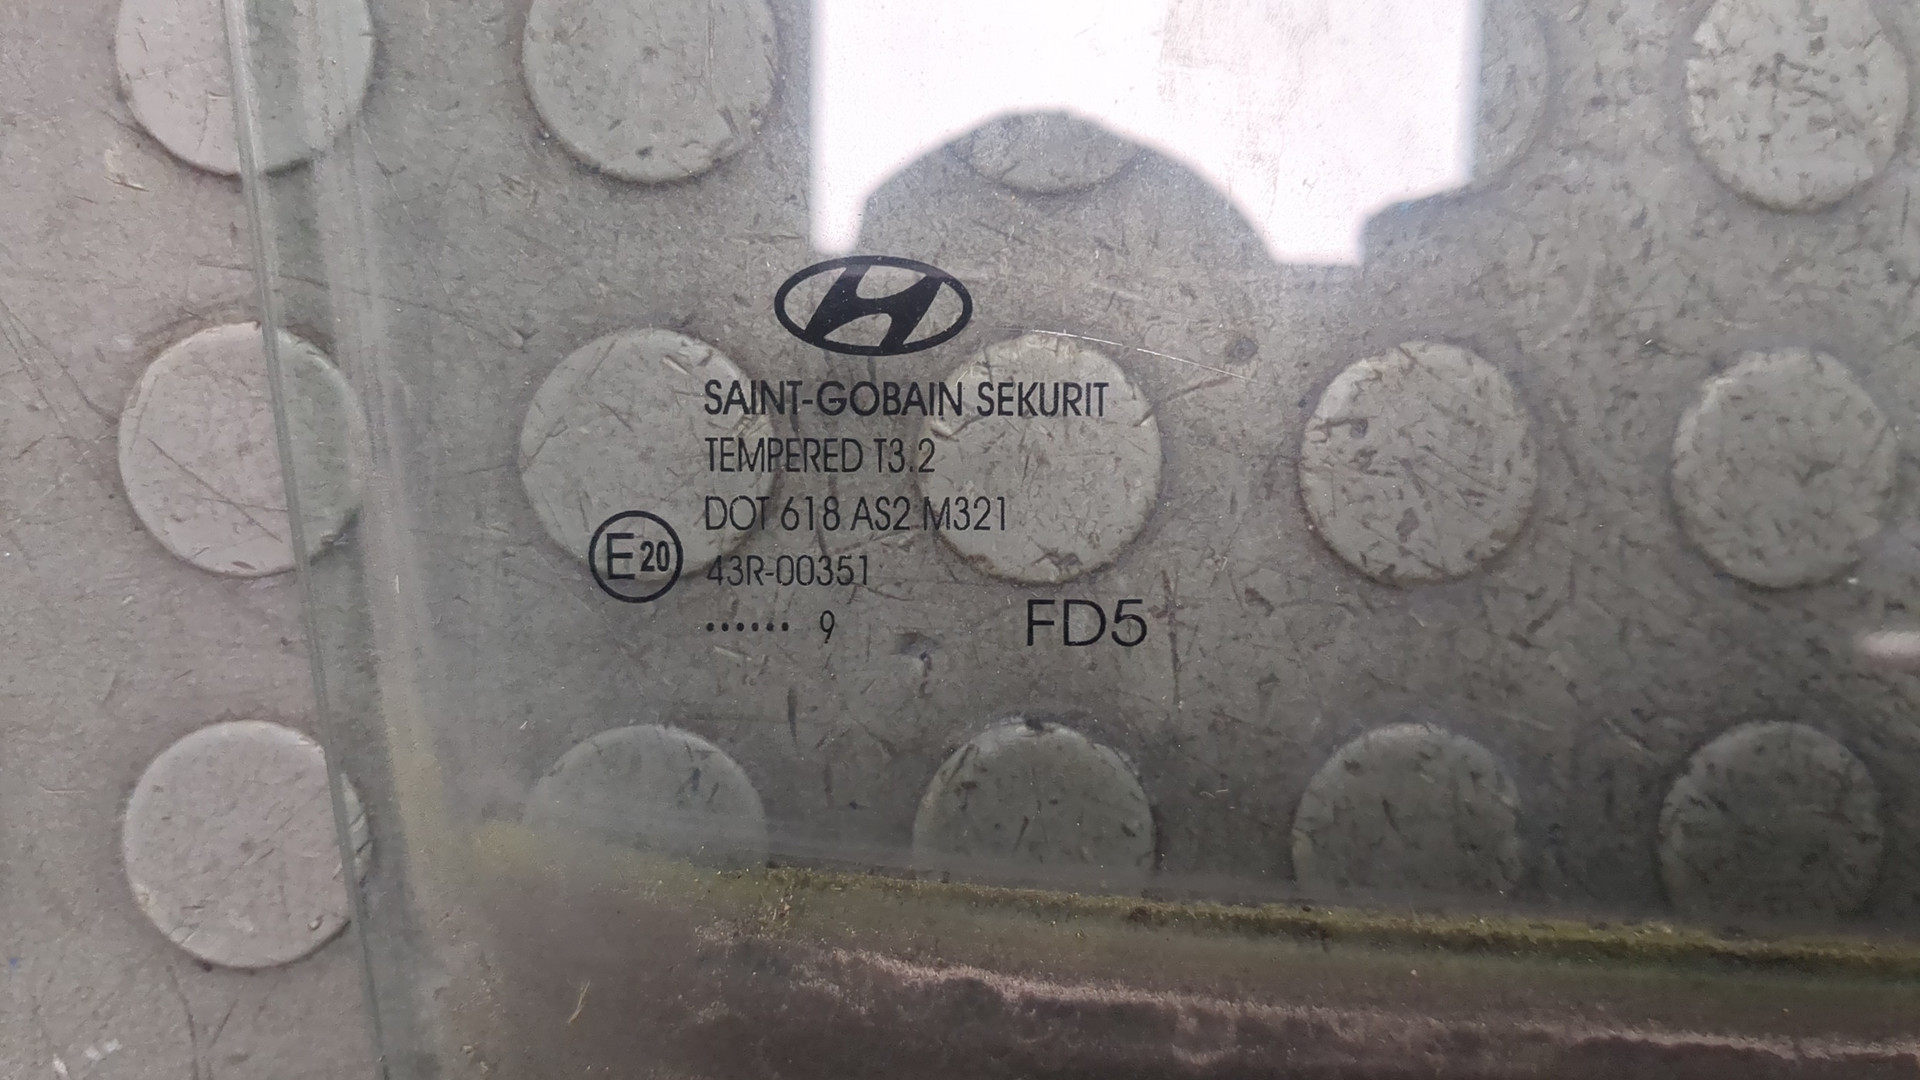 SAINT-GOBAIN SEKURIT
TEMPERED T3.2
DOT 618 AS2 M321
E20 43R-00351
...... 9
FD5